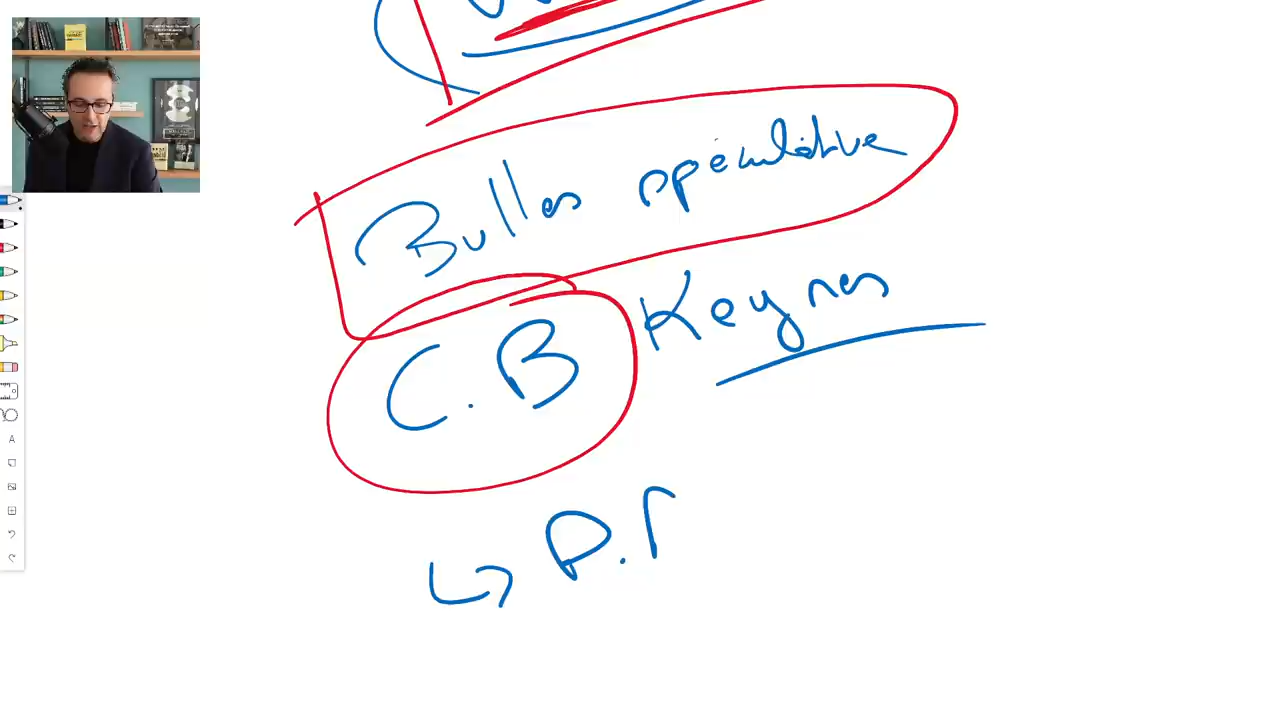 Bulles spéculative
C.B Keynes
↳ D.